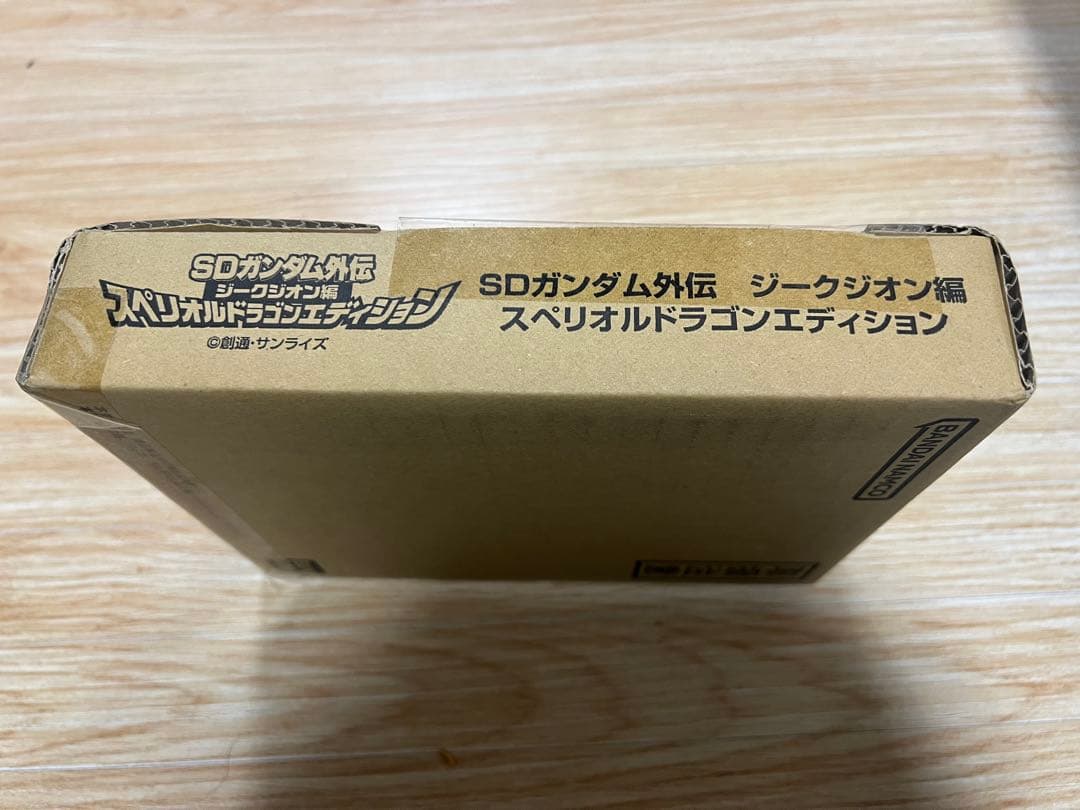 SDガンダム外伝
ジークジオン編
スペリオルドラゴンエディション
©創通・サンライズ
SDガンダム外伝 ジークジオン編
スペリオルドラゴンエディション
BANDAI NAMCO